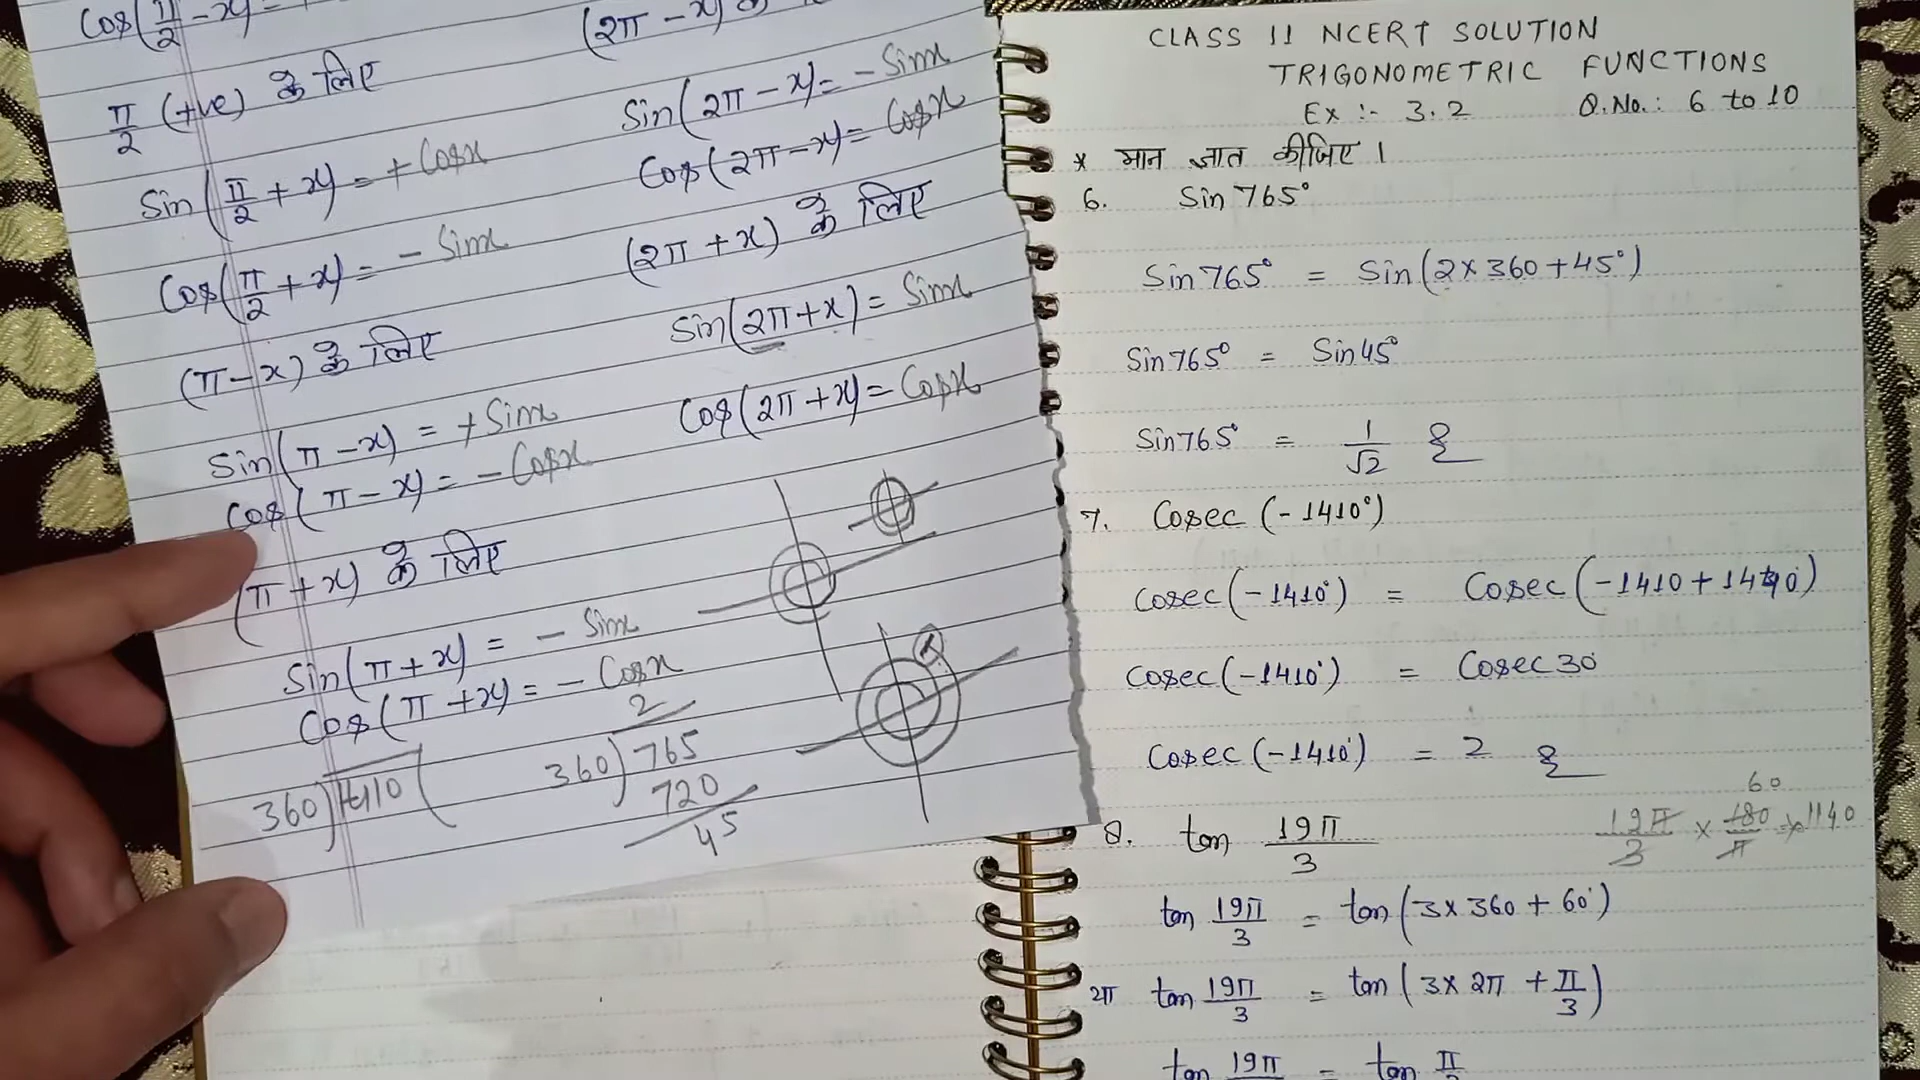 Cos(π/2 - x) =
π/2 (+ve) के लिए
Sin(π/2 + x) = + Cosx
Cos(π/2 + x) = - Sinx
(π - x) के लिए
Sin(π - x) = + Sinx
Cos(π - x) = - Cosx
(π + x) के लिए
Sin(π + x) = - Sinx
Cos(π + x) = - Cosx
360)1410(
(2π - x) के
Sin(2π - x) = - Sinx
Cos(2π - x) = Cosx
(2π + x) के लिए
Sin(2π + x) = Sinx
Cos(2π + x) = Cosx
2
360)765
720
45
CLASS 11 NCERT SOLUTION
TRIGONOMETRIC FUNCTIONS
Ex :- 3.2 Q.No.: 6 to 10
* मान ज्ञात कीजिए।
6. Sin 765°
Sin 765° = Sin(2×360+45°)
Sin 765° = Sin 45°
Sin 765° = 1/√2
7. Cosec (-1410°)
Cosec(-1410°) = Cosec(-1410+1440°)
Cosec(-1410°) = Cosec 30°
Cosec(-1410°) = 2
60
8. tan 19π/3 19π/3 × 180/π = 1140
tan 19π/3 = tan(3×360+60°)
या tan 19π/3 = tan(3×2π + π/3)
tan 19π = tan π